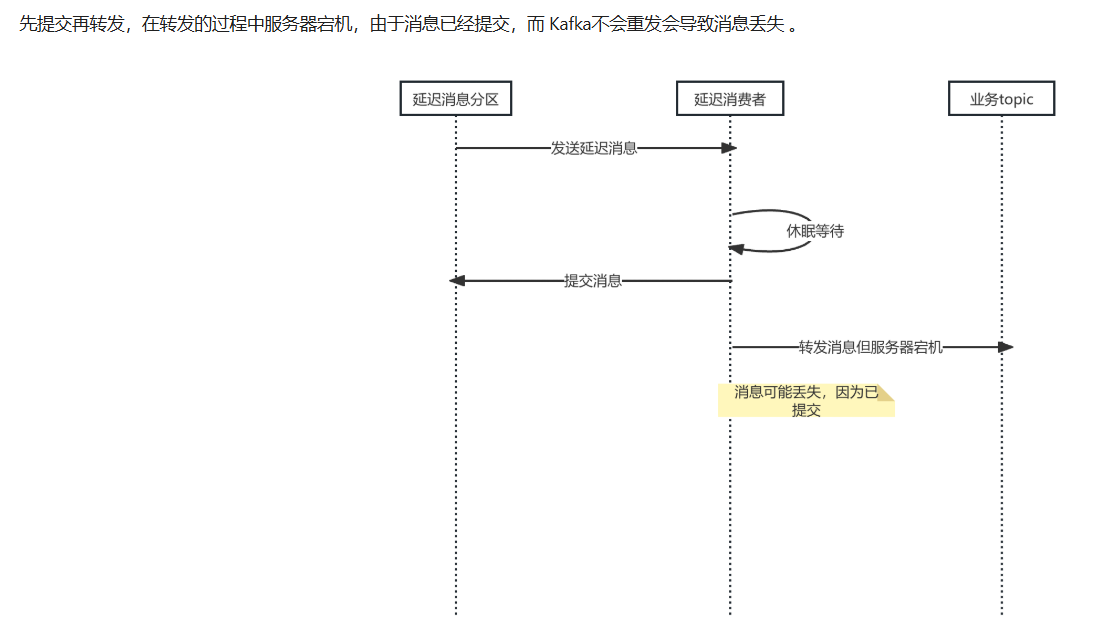 先提交再转发，在转发的过程中服务器宕机，由于消息已经提交，而 Kafka不会重发会导致消息丢失 。
延迟消息分区
延迟消费者
业务topic
发送延迟消息
休眠等待
提交消息
转发消息但服务器宕机
消息可能丢失，因为已
提交